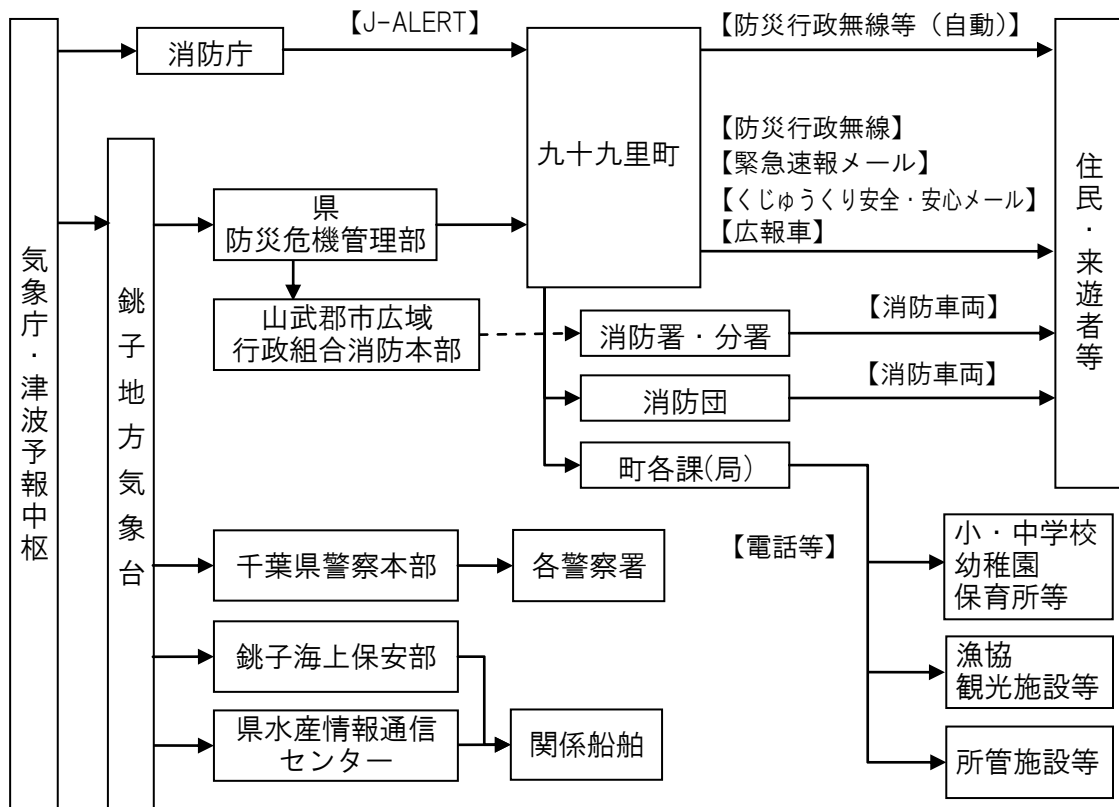 気象庁・津波予報中枢
銚子地方気象台
消防庁
【J-ALERT】
九十九里町
【防災行政無線等（自動）】
【防災行政無線】
【緊急速報メール】
【くじゅうくり安全・安心メール】
【広報車】
住民・来遊者等
県
防災危機管理部
山武郡市広域
行政組合消防本部
消防署・分署
【消防車両】
消防団
【消防車両】
町各課(局)
【電話等】
小・中学校
幼稚園
保育所等
漁協
観光施設等
所管施設等
千葉県警察本部
各警察署
銚子海上保安部
県水産情報通信
センター
関係船舶